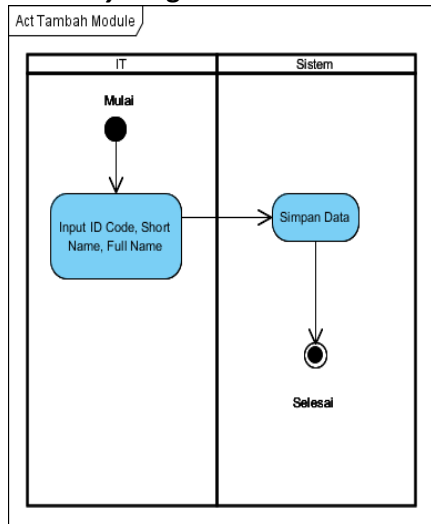 Act Tambah Module
IT
Sistem
Mulai
Input ID Code, Short
Name, Full Name
Simpan Data
Selesai